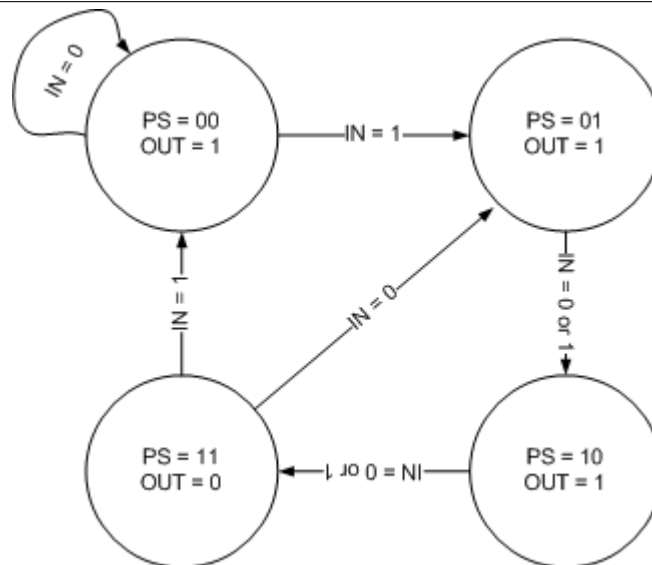 IN = 0
PS = 00
OUT = 1
IN = 1
PS = 01
OUT = 1
IN = 1
IN = 0
IN = 0 or 1
PS = 11
OUT = 0
IN = 0 or 1
PS = 10
OUT = 1